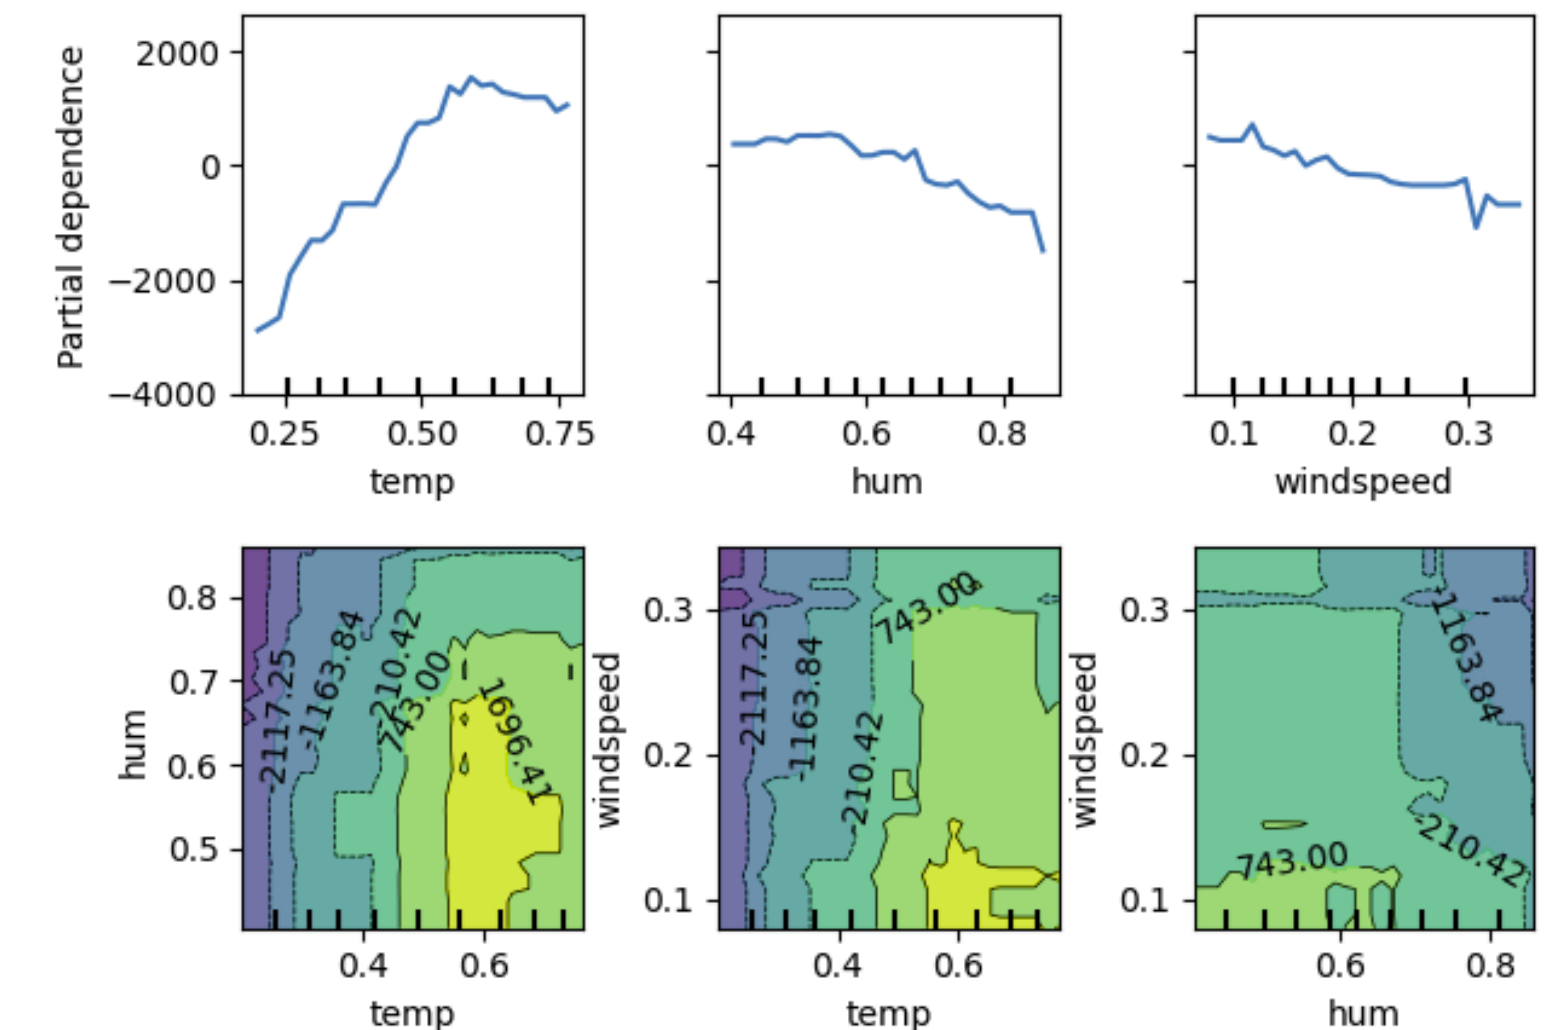 Partial dependence
2000
0
−2000
−4000
0.25 0.50 0.75
temp
0.4 0.6 0.8
hum
0.1 0.2 0.3
windspeed
hum
0.8
0.7
0.6
0.5
-2117.25
-1163.84
-210.42
743.00
1696.41
0.4 0.6
temp
windspeed
0.3
0.2
0.1
2117.25
-1163.84
-210.42
743.00
0.4 0.6
temp
windspeed
0.3
0.2
0.1
-1163.84
-210.42
743.00
0.6 0.8
hum